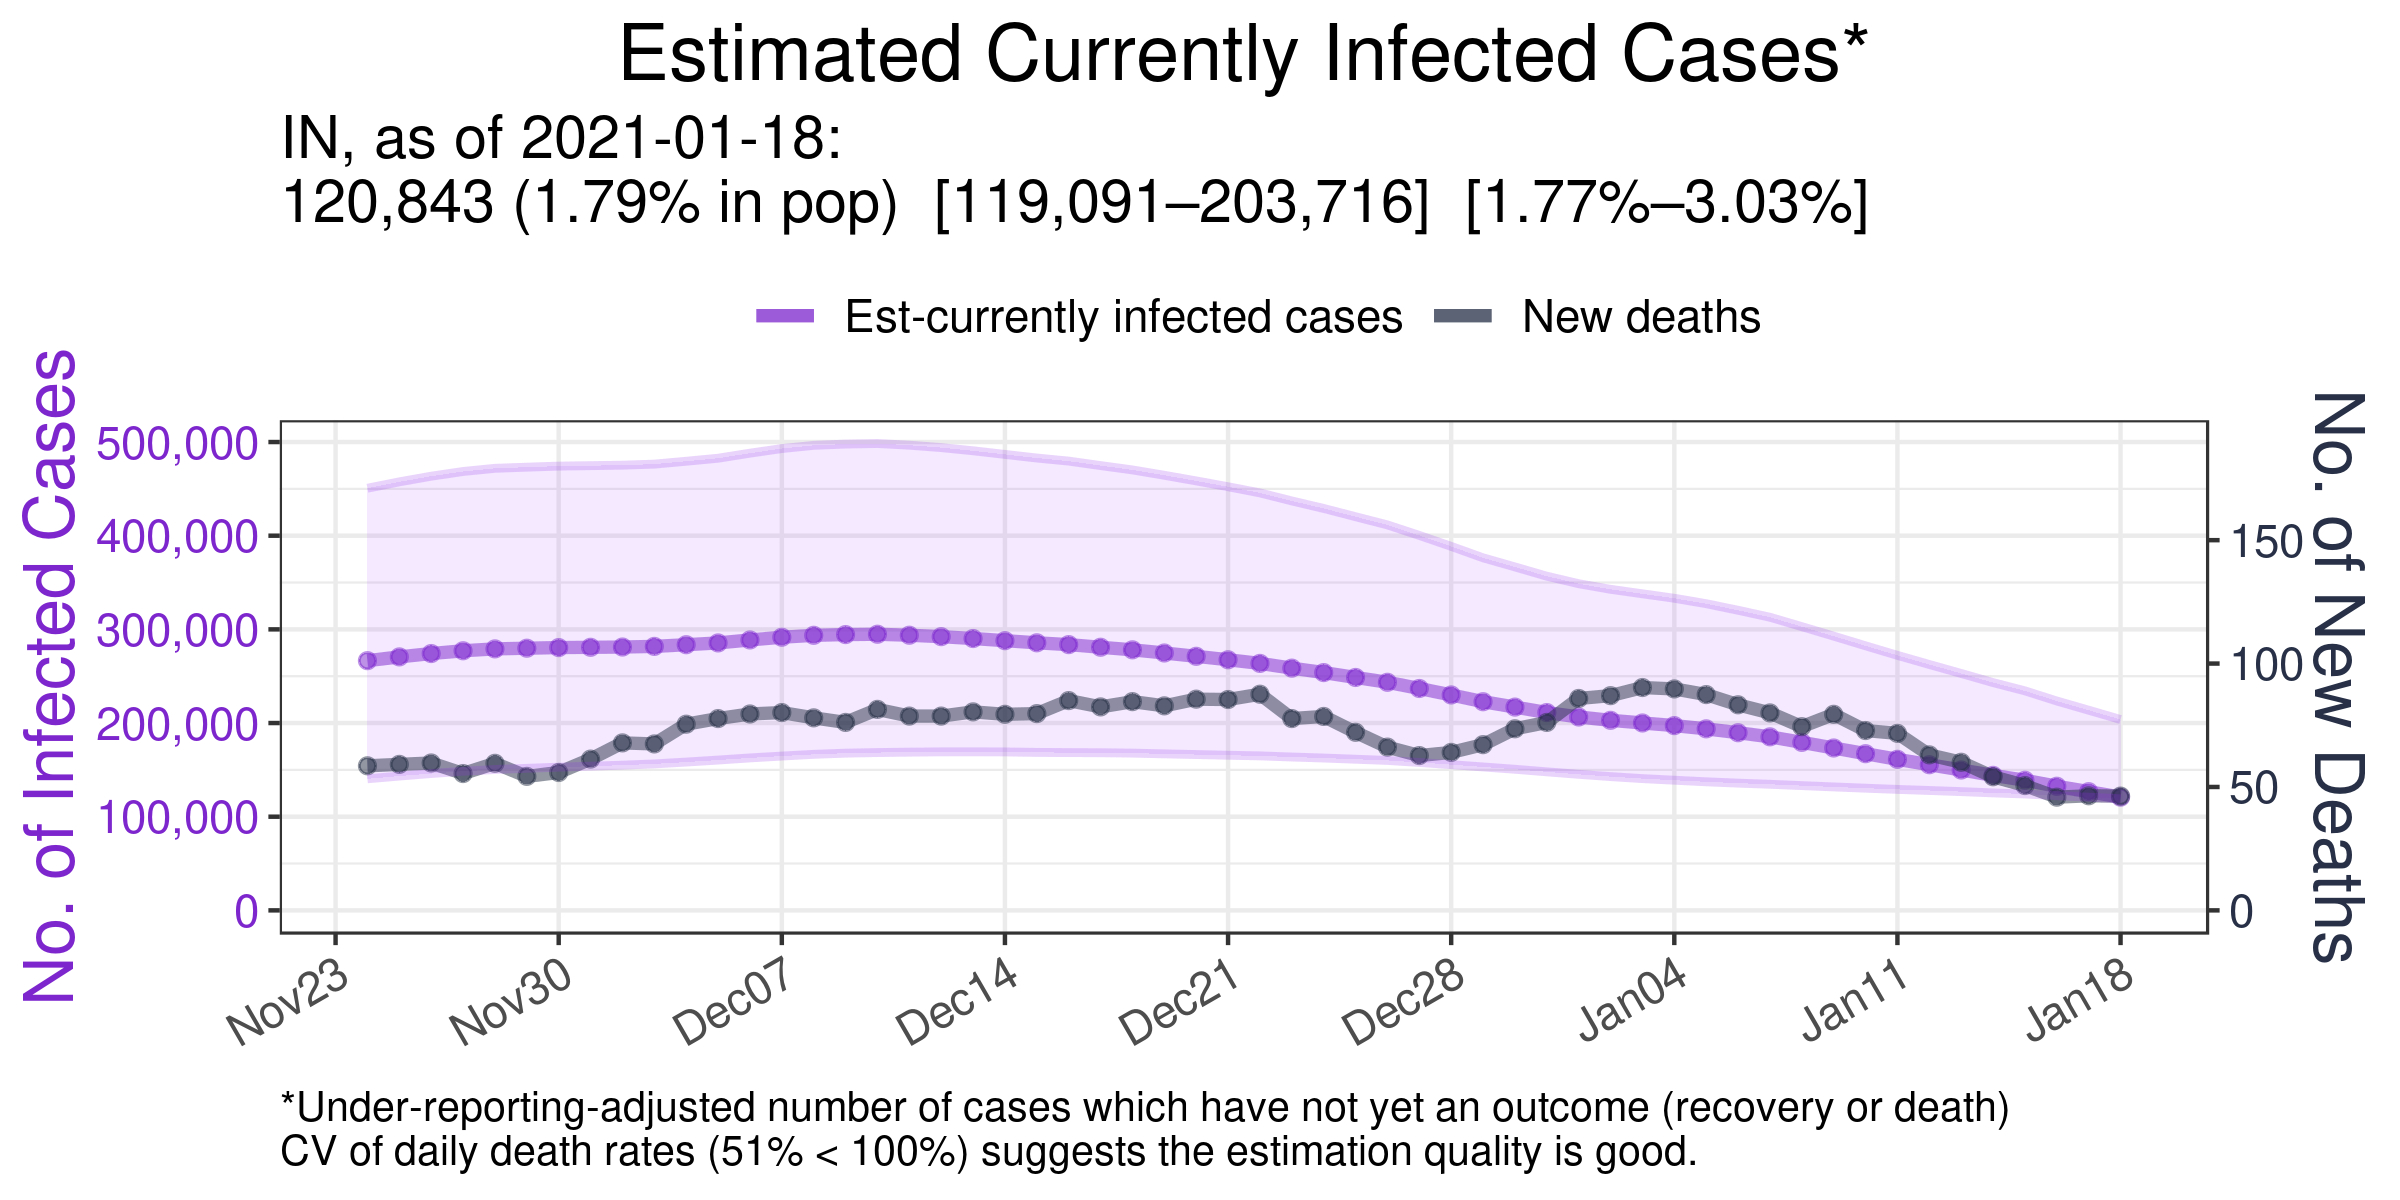 Estimated Currently Infected Cases*
IN, as of 2021-01-18:
120,843 (1.79% in pop)  [119,091–203,716]  [1.77%–3.03%]
Est-currently infected cases
New deaths
No. of Infected Cases
500,000
400,000
300,000
200,000
100,000
0
150
100
50
0
No. of New Deaths
Nov23
Nov30
Dec07
Dec14
Dec21
Dec28
Jan04
Jan11
Jan18
*Under-reporting-adjusted number of cases which have not yet an outcome (recovery or death)
CV of daily death rates (51% < 100%) suggests the estimation quality is good.